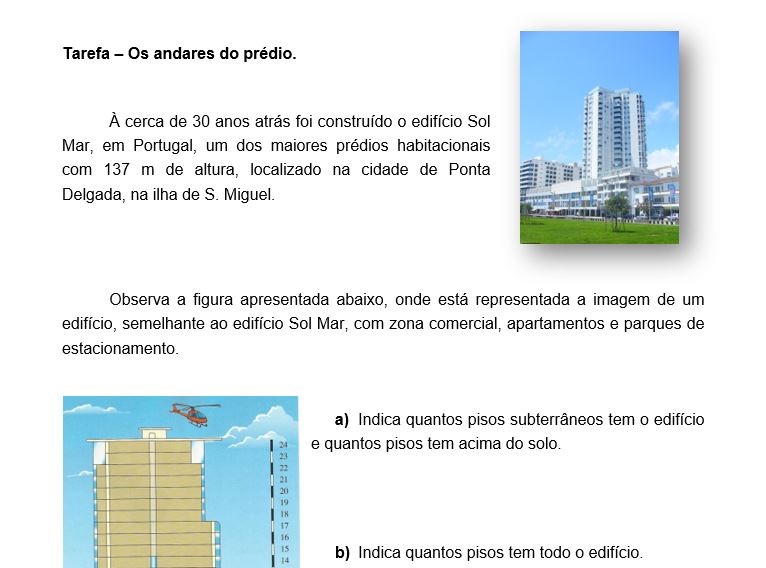 Tarefa – Os andares do prédio.
À cerca de 30 anos atrás foi construído o edifício Sol
Mar, em Portugal, um dos maiores prédios habitacionais
com 137 m de altura, localizado na cidade de Ponta
Delgada, na ilha de S. Miguel.
Observa a figura apresentada abaixo, onde está representada a imagem de um
edifício, semelhante ao edifício Sol Mar, com zona comercial, apartamentos e parques de
estacionamento.
24
23
22
21
20
19
18
17
16
15
14
a) Indica quantos pisos subterrâneos tem o edifício
e quantos pisos tem acima do solo.
b) Indica quantos pisos tem todo o edifício.